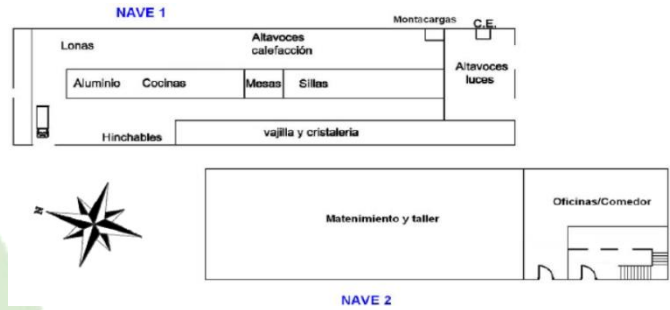 NAVE 1
Montacargas
C.E.
Lonas
Altavoces
calefacción
Altavoces
luces
Aluminio Cocinas Mesas Sillas
Hinchables
vajilla y cristaleria
N
Matenimiento y taller
Oficinas/Comedor
NAVE 2